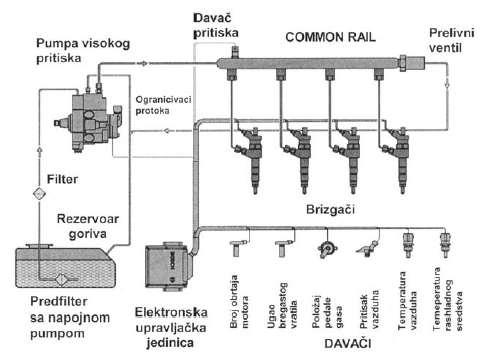 Davač
pritiska
Pumpa visokog
pritiska
COMMON RAIL
Prelivni
ventil
Ogranicivaci
protoka
Filter
Rezervoar
goriva
Brizgači
BOSCH
Predfilter
sa napojnom
pumpom
Elektronska
upravljačka
jedinica
Broj obrtaja
motora
Ugao
bregastog
vratila
Položaj
pedale
gasa
Pritisak
vazduha
Temperatura
vazduha
Temeperatura
rashladnog
sredstva
DAVAČI